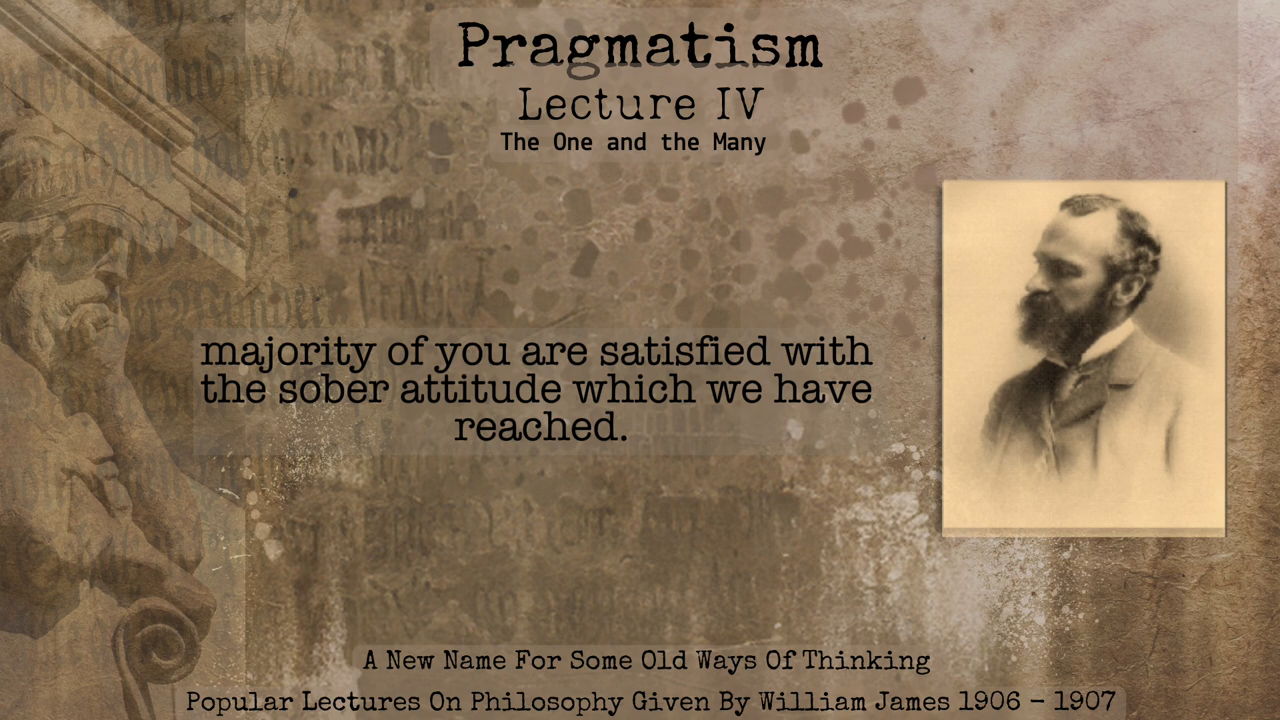 Pragmatism
Lecture IV
The One and the Many
majority of you are satisfied with
the sober attitude which we have
reached.
A New Name For Some Old Ways Of Thinking
Popular Lectures On Philosophy Given By William James 1906 - 1907